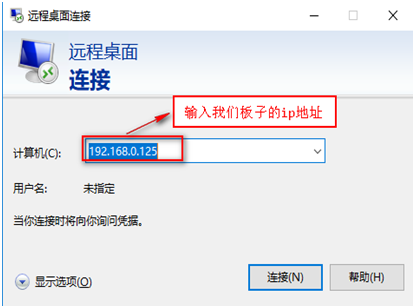 远程桌面连接
远程桌面
连接
输入我们板子的ip地址
计算机(C):
192.168.0.125
用户名:
未指定
当你连接时将向你询问凭据。
显示选项(O)
连接(N)
帮助(H)